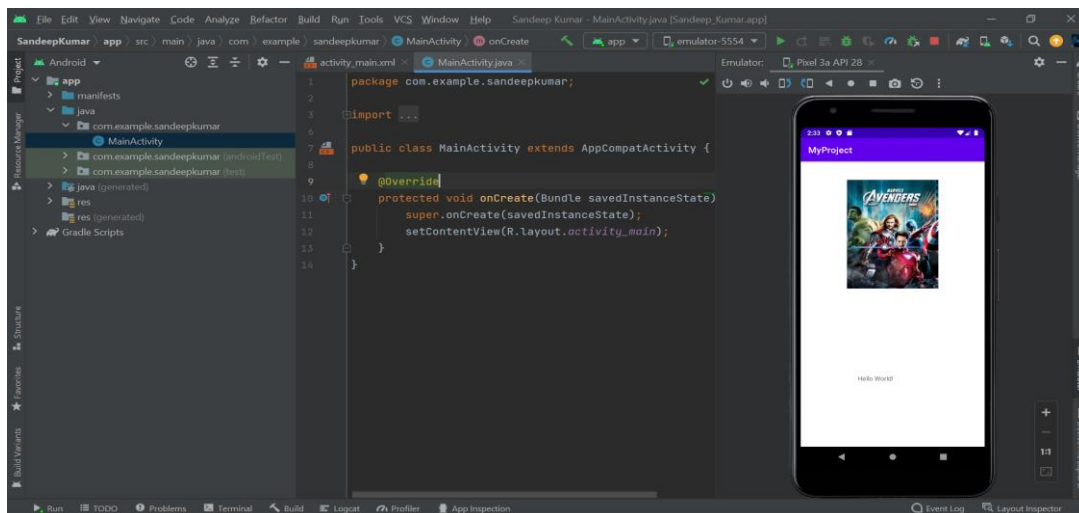 File Edit View Navigate Code Analyze Refactor Build Run Tools VCS Window Help Sandeep Kumar - MainActivity.java [Sandeep_Kumar.app]
SandeepKumar app src main java com example sandeepkumar MainActivity onCreate app emulator-5554
Android activity_main.xml MainActivity.java Emulator: Pixel 3a API 28
Project
Resource Manager
Structure
Favorites
Build Variants
app
manifests
java
com.example.sandeepkumar
MainActivity
com.example.sandeepkumar (androidTest)
com.example.sandeepkumar (test)
java (generated)
res
res (generated)
Gradle Scripts
1 package com.example.sandeepkumar;
2
3 import ...
6
7 public class MainActivity extends AppCompatActivity {
8
9 @Override
10 protected void onCreate(Bundle savedInstanceState)
11 super.onCreate(savedInstanceState);
12 setContentView(R.layout.activity_main);
13 }
14 }
2:33
MyProject
MARVEL
AVENGERS
Hello World!
1:1
Run TODO Problems Terminal Build Logcat Profiler App Inspection Event Log Layout Inspector